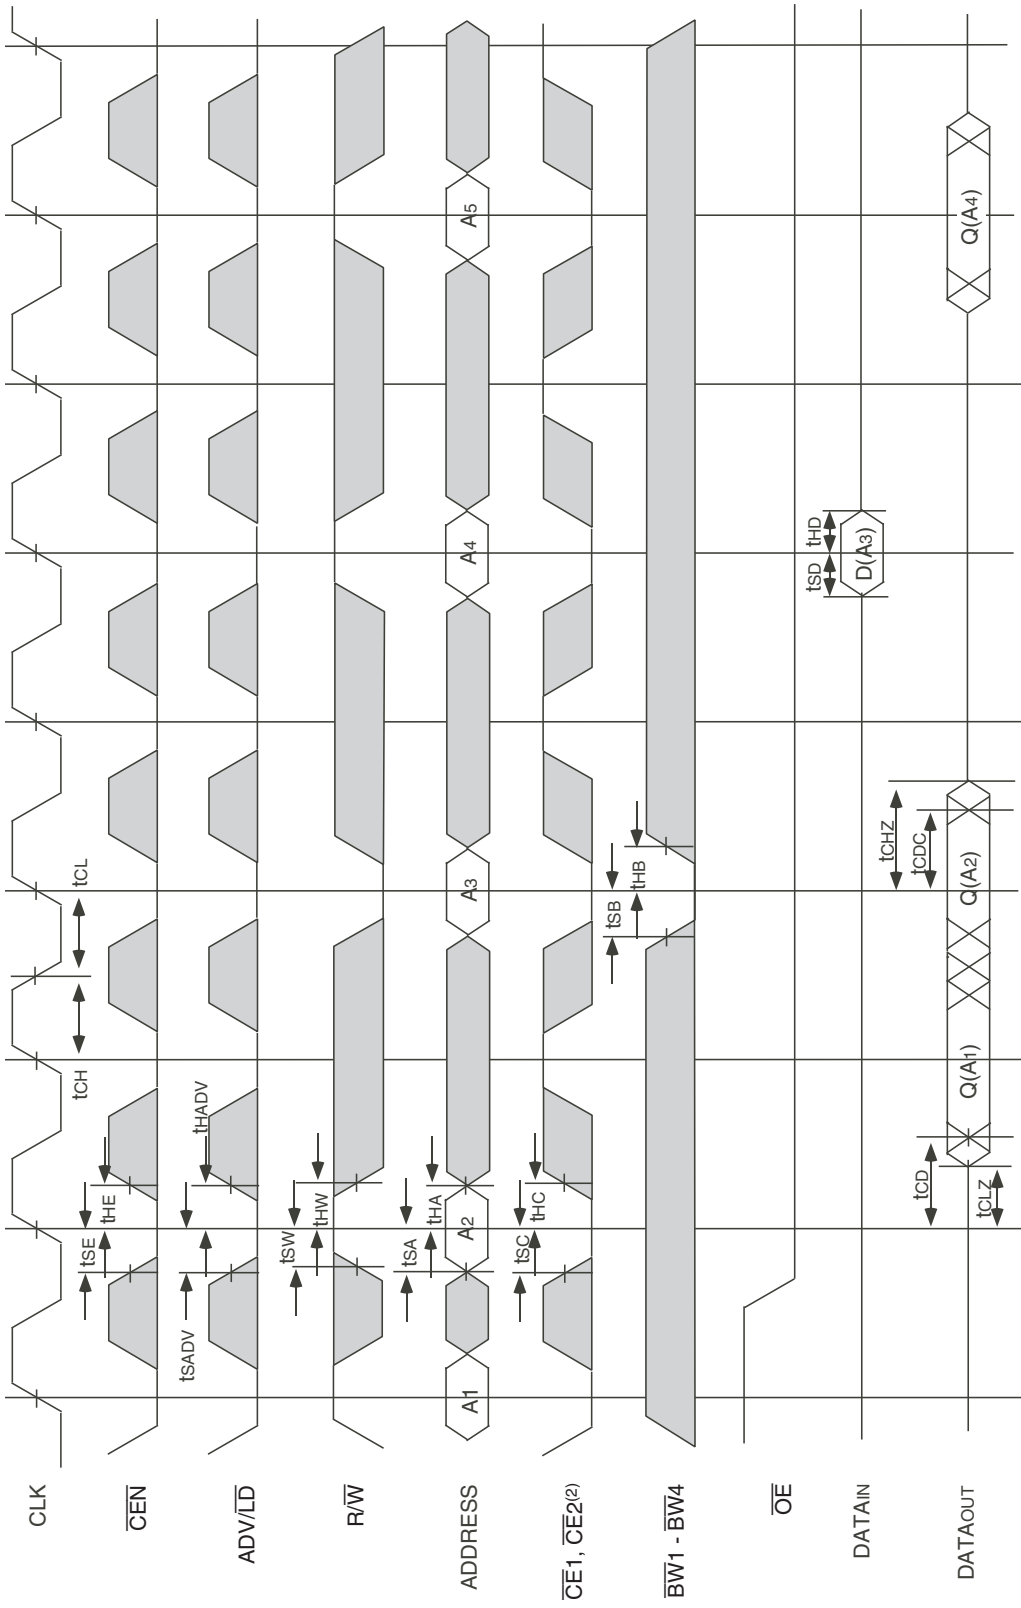 CLK
tCH
tCL
CEN
tSE
tHE
ADV/LD
tSADV
tHADV
R/W
tSW
tHW
ADDRESS
A1
tSA
tHA
A2
A3
A4
A5
CE1, CE2(2)
tSC
tHC
BW1 - BW4
tSB
tHB
OE
DATAIN
tSD
tHD
D(A3)
DATAOUT
tCD
tCLZ
Q(A1)
Q(A2)
tCHZ
tCDC
Q(A4)